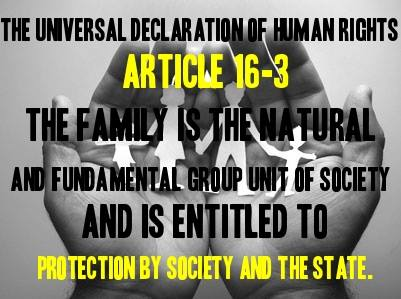 THE UNIVERSAL DECLARATION OF HUMAN RIGHTS
ARTICLE 16-3
THE FAMILY IS THE NATURAL
AND FUNDAMENTAL GROUP UNIT OF SOCIETY
AND IS ENTITLED TO
PROTECTION BY SOCIETY AND THE STATE.